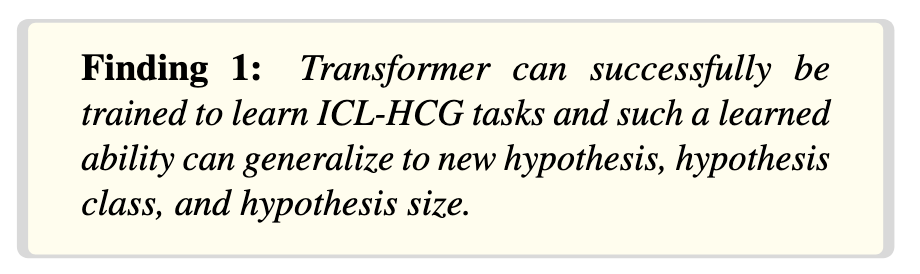 Finding 1: Transformer can successfully be
trained to learn ICL-HCG tasks and such a learned
ability can generalize to new hypothesis, hypothesis
class, and hypothesis size.